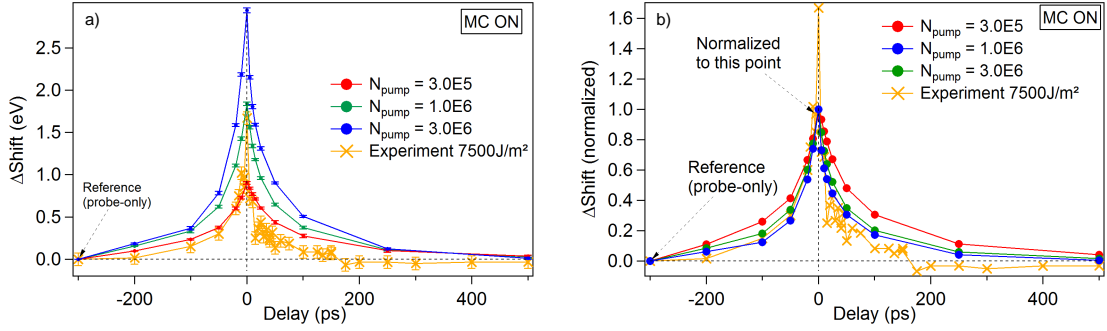 a)
MC ON
2.5
2.0
1.5
1.0
0.5
0.0
ΔShift (eV)
N_pump = 3.0E5
N_pump = 1.0E6
N_pump = 3.0E6
Experiment 7500J/m²
Reference
(probe-only)
-200
0
200
400
Delay (ps)
b)
MC ON
1.6
1.4
1.2
1.0
0.8
0.6
0.4
0.2
0.0
ΔShift (normalized)
N_pump = 3.0E5
N_pump = 1.0E6
N_pump = 3.0E6
Experiment 7500J/m²
Normalized
to this point
Reference
(probe-only)
-200
0
200
400
Delay (ps)